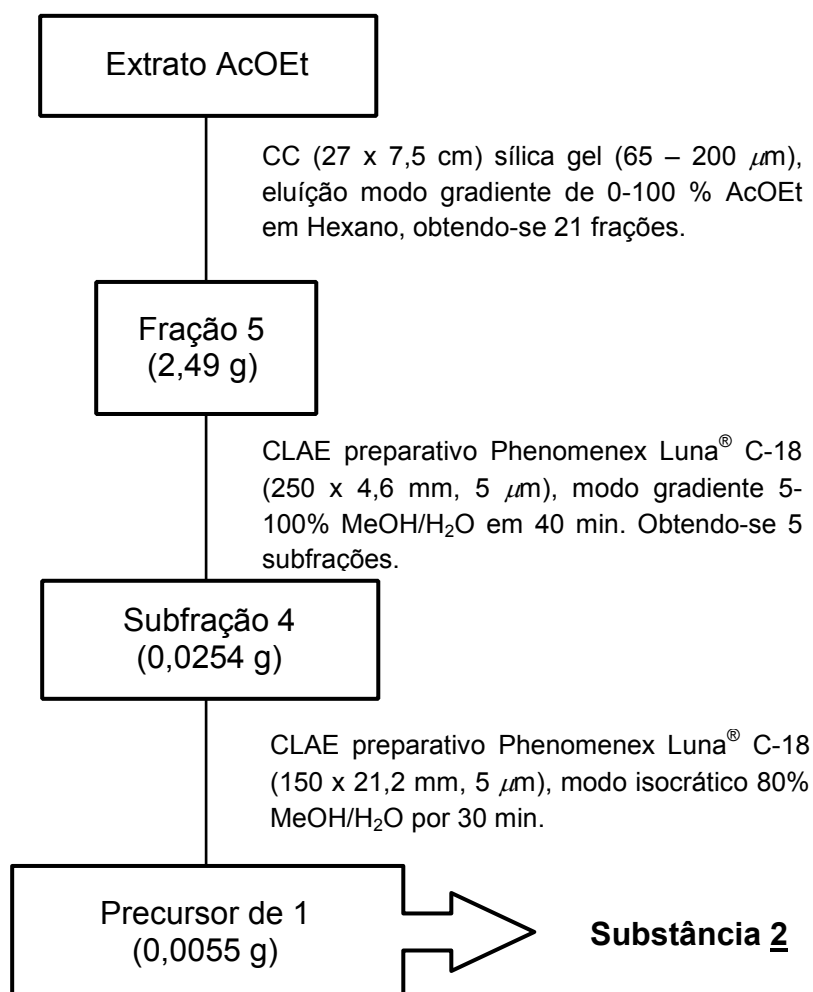 Extrato AcOEt
CC (27 x 7,5 cm) sílica gel (65 – 200 μm),
eluíção modo gradiente de 0-100 % AcOEt
em Hexano, obtendo-se 21 frações.
Fração 5
(2,49 g)
CLAE preparativo Phenomenex Luna® C-18
(250 x 4,6 mm, 5 μm), modo gradiente 5-
100% MeOH/H₂O em 40 min. Obtendo-se 5
subfrações.
Subfração 4
(0,0254 g)
CLAE preparativo Phenomenex Luna® C-18
(150 x 21,2 mm, 5 μm), modo isocrático 80%
MeOH/H₂O por 30 min.
Precursor de 1
(0,0055 g)
Substância 2